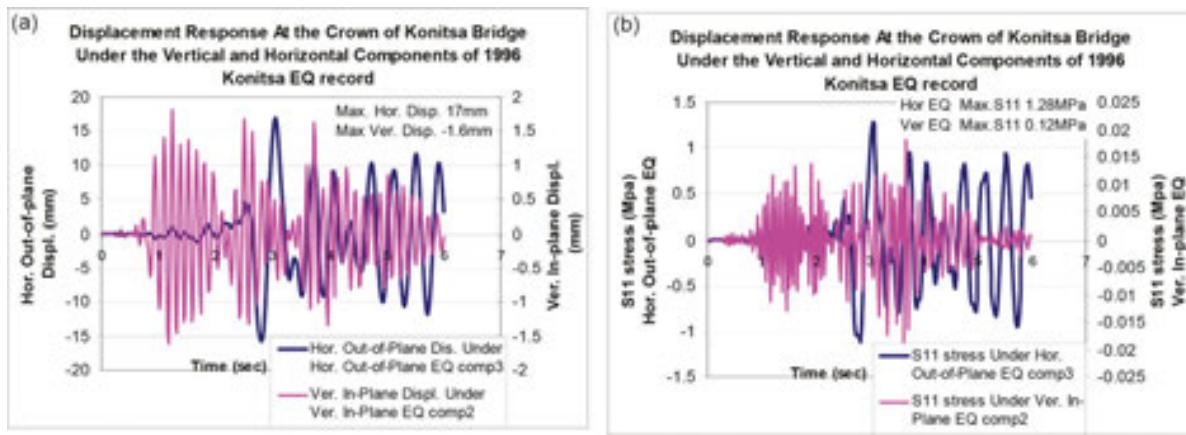 (a)
Displacement Response At the Crown of Konitsa Bridge
Under the Vertical and Horizontal Components of 1996
Konitsa EQ record
Max. Hor. Disp. 17mm
Max Ver. Disp. -1.6mm
Hor. Out-of-plane
Displ. (mm)
20
15
10
5
0
-5
-10
-15
-20
0
1
2
3
4
5
6
7
2
1.5
1
0.5
0
-0.5
-1
-1.5
-2
Ver. In-plane Displ.
(mm)
Time (sec)
Hor. Out-of-Plane Dis. Under
Hor. Out-of-Plane EQ comp3
Ver. In-Plane Displ. Under
Ver. In-Plane EQ comp2
(b)
Displacement Response At the Crown of Konitsa Bridge
Under the Vertical and Horizontal Components of 1996
Konitsa EQ record
Hor EQ Max.S11 1.28MPa
Ver EQ Max.S11 0.12MPa
S11 stress (Mpa)
Hor. Out-of-plane EQ
1.5
1
0.5
0
-0.5
-1
-1.5
0
1
2
3
4
5
6
7
0.025
0.02
0.015
0.01
0.005
0
-0.005
-0.01
-0.015
-0.02
-0.025
S11 stress (Mpa)
Ver. In-plane EQ
Time (sec)
S11 stress Under Hor.
Out-of-Plane EQ comp3
S11 stress Under Ver. In-
Plane EQ comp2